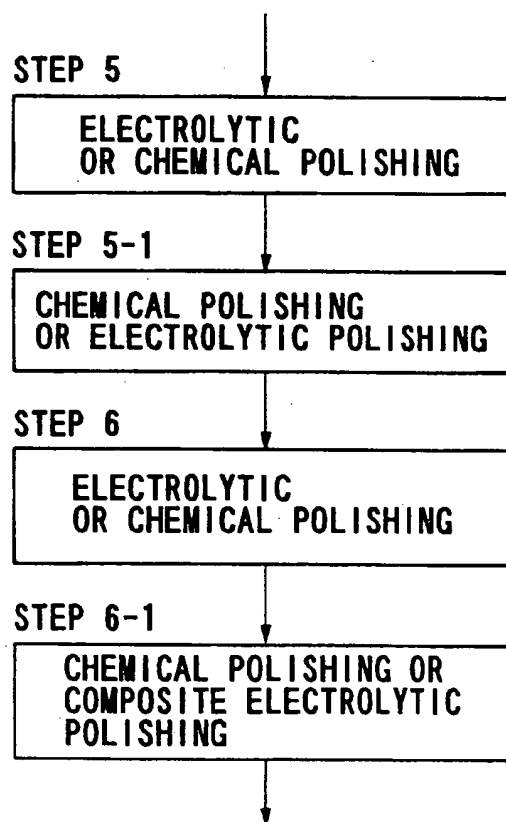 STEP 5
ELECTROLYTIC
OR CHEMICAL POLISHING
STEP 5-1
CHEMICAL POLISHING
OR ELECTROLYTIC POLISHING
STEP 6
ELECTROLYTIC
OR CHEMICAL POLISHING
STEP 6-1
CHEMICAL POLISHING OR
COMPOSITE ELECTROLYTIC
POLISHING